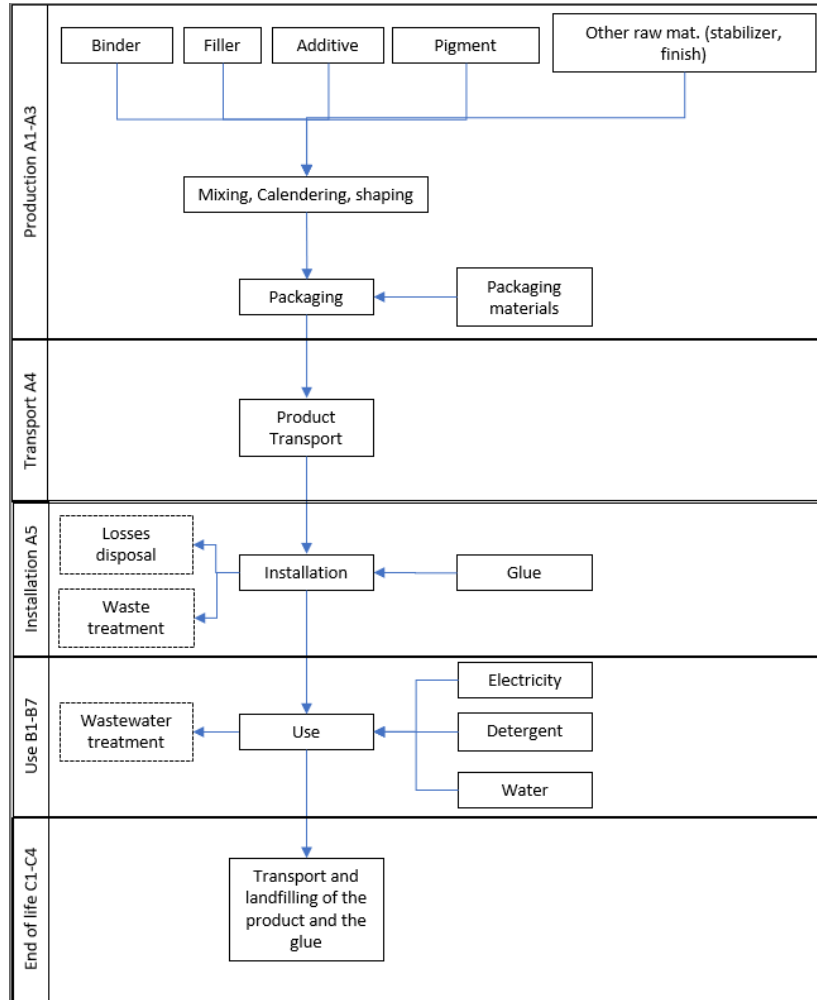 Production A1-A3
Binder
Filler
Additive
Pigment
Other raw mat. (stabilizer,
finish)
Mixing, Calendering, shaping
Packaging
Packaging
materials
Transport A4
Product
Transport
Installation A5
Losses
disposal
Waste
treatment
Installation
Glue
Use B1-B7
Wastewater
treatment
Use
Electricity
Detergent
Water
End of life C1-C4
Transport and
landfilling of the
product and the
glue